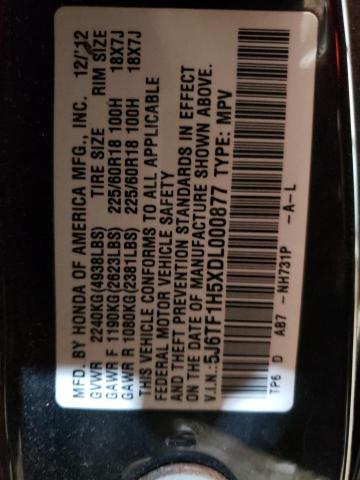 MFD. BY HONDA OF AMERICA MFG., INC. 12/12
GVWR 2240KG(4938LBS) TIRE SIZE RIM SIZE
GAWR F 1190KG(2623LBS) 225/60R18 100H 18X7J
GAWR R 1080KG(2381LBS) 225/60R18 100H 18X7J
THIS VEHICLE CONFORMS TO ALL APPLICABLE
FEDERAL MOTOR VEHICLE SAFETY
AND THEFT PREVENTION STANDARDS IN EFFECT
ON THE DATE OF MANUFACTURE SHOWN ABOVE.
V.I.N.: 5J6TF1H5XDL000877 TYPE: MPV
TP6 D AB7 -NH731P -A-L